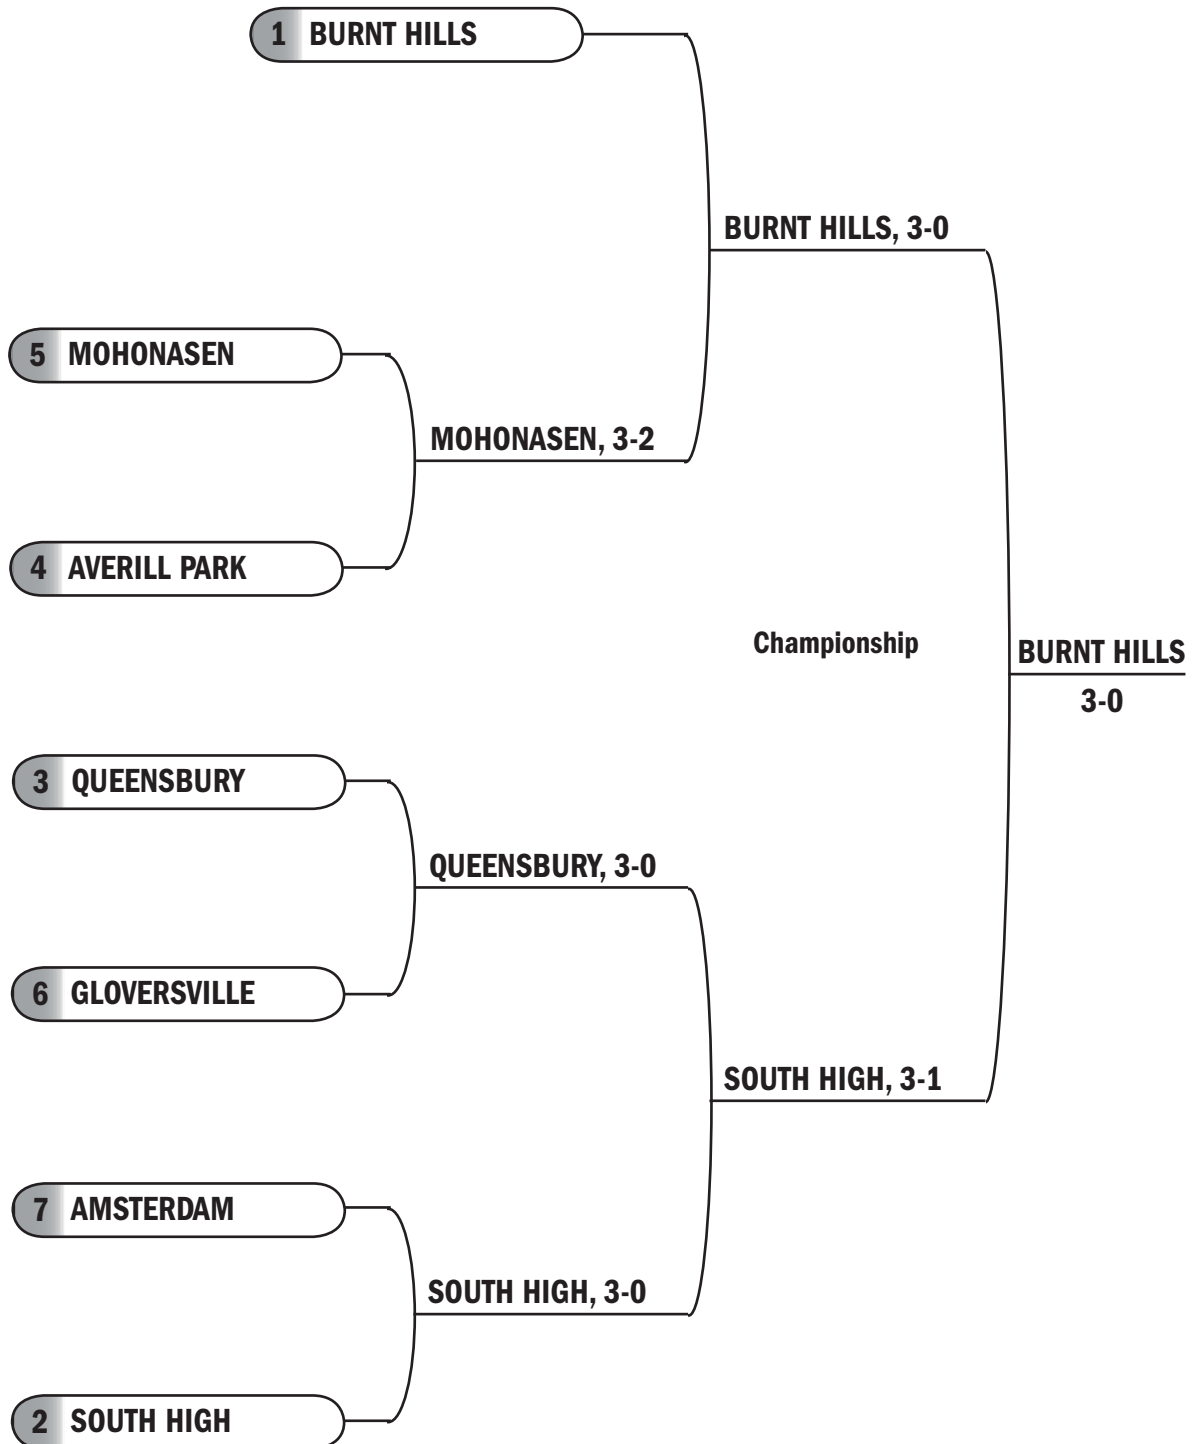 1 BURNT HILLS
BURNT HILLS, 3-0
5 MOHONASEN
MOHONASEN, 3-2
4 AVERILL PARK
Championship
BURNT HILLS
3-0
3 QUEENSBURY
QUEENSBURY, 3-0
6 GLOVERSVILLE
SOUTH HIGH, 3-1
7 AMSTERDAM
SOUTH HIGH, 3-0
2 SOUTH HIGH